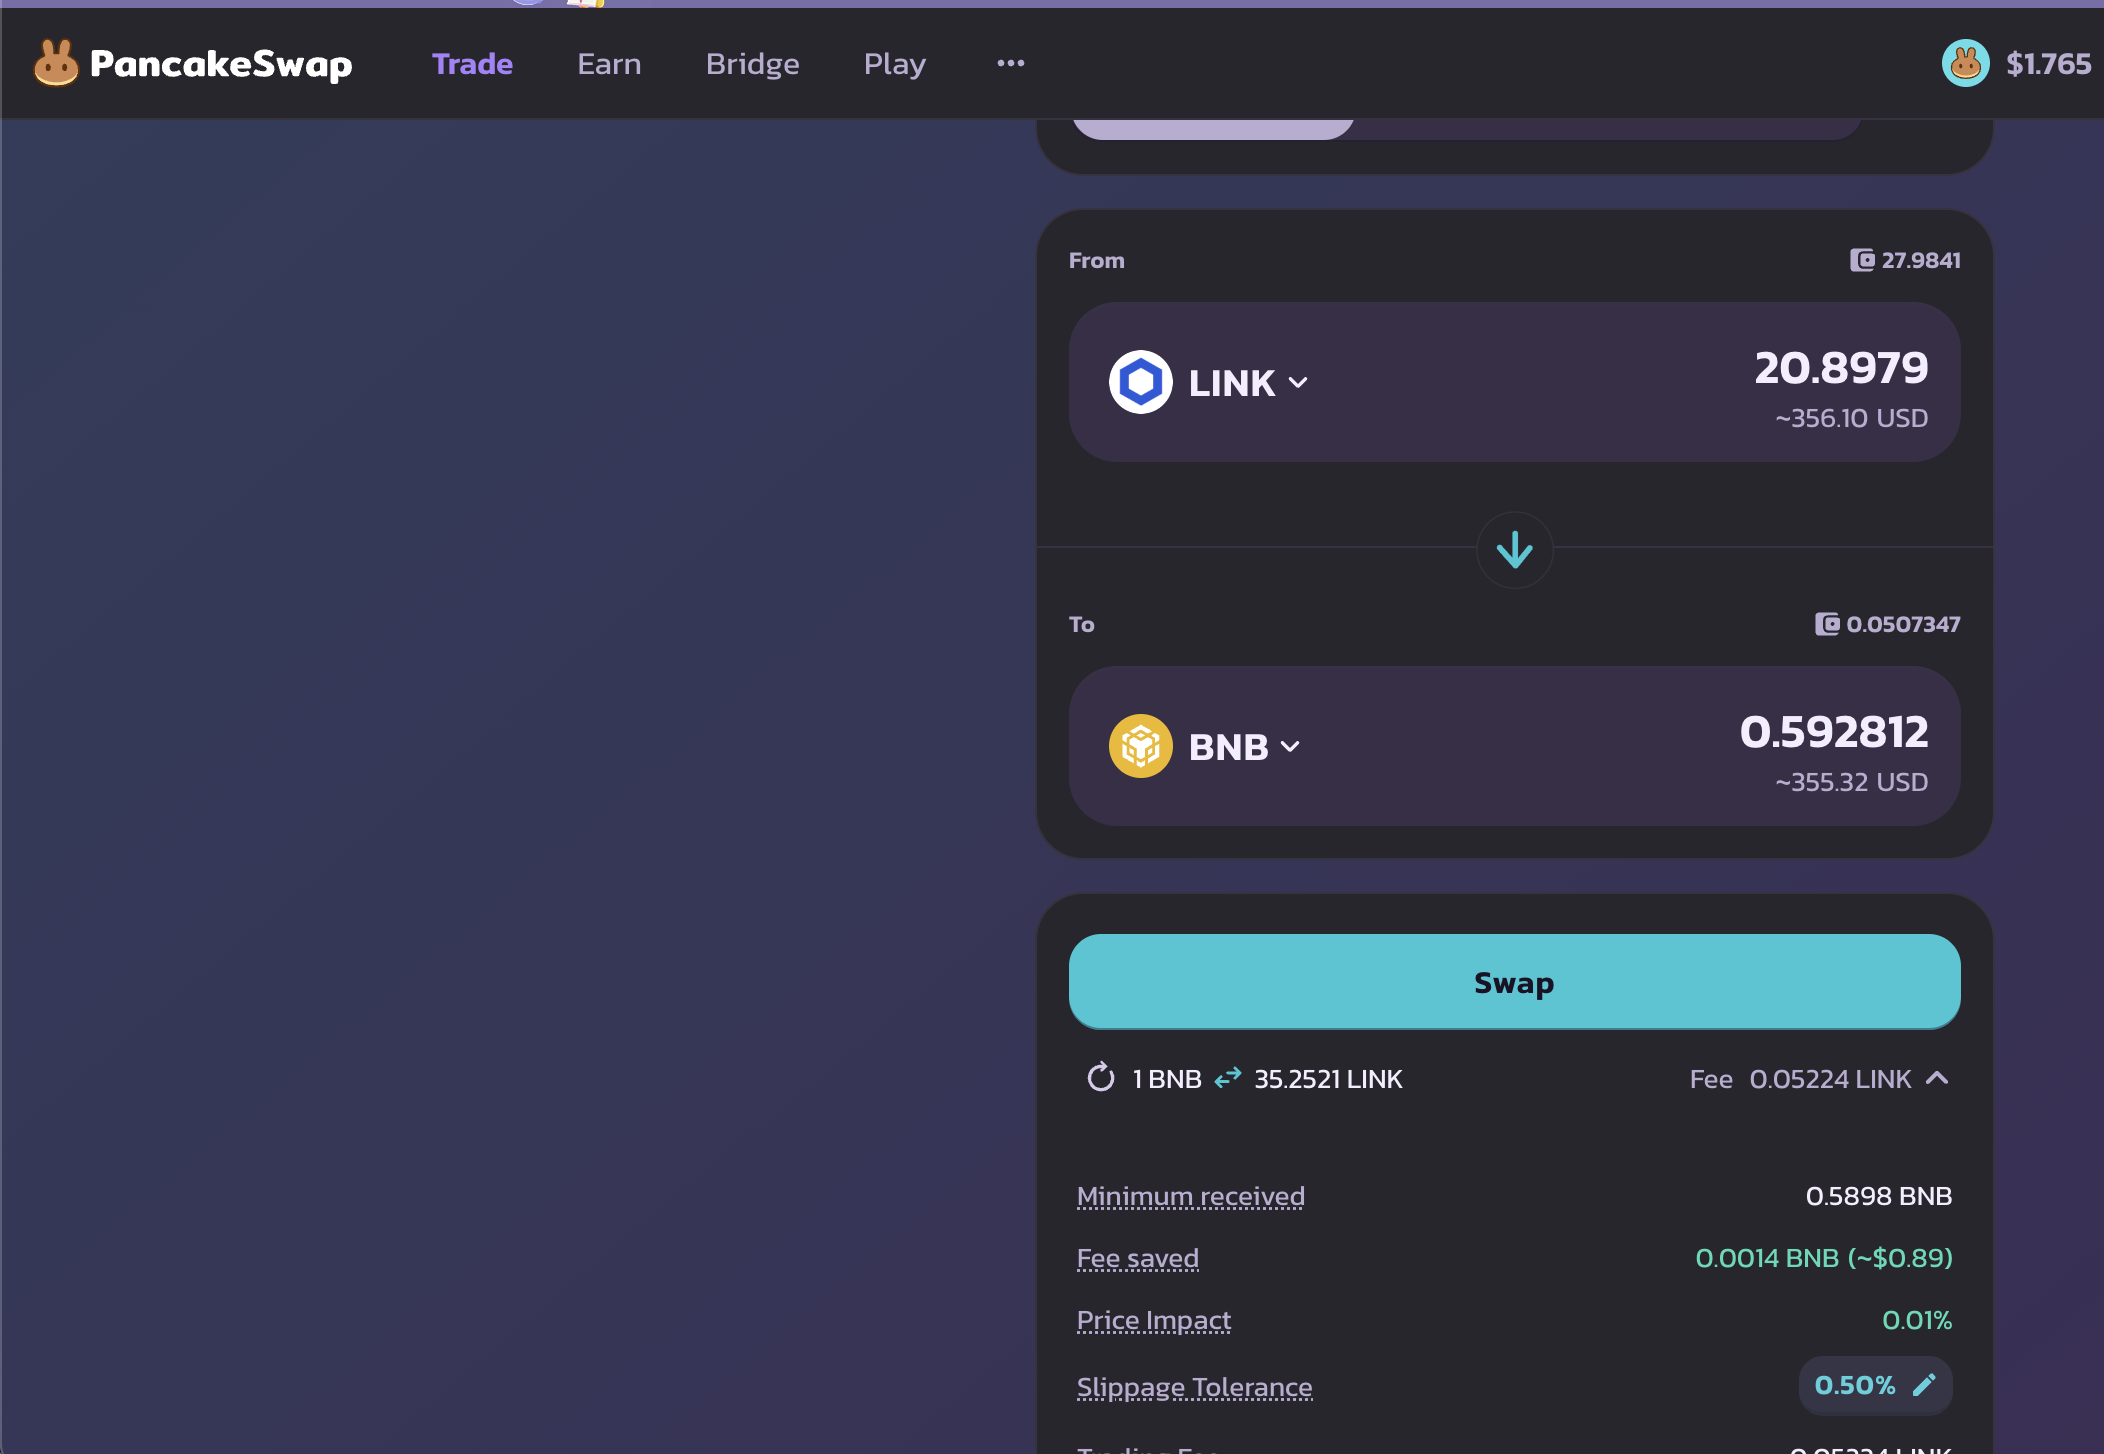 PancakeSwap Trade Earn Bridge Play ••• $1.765
From 27.9841
LINK 20.8979
~356.10 USD
To 0.0507347
BNB 0.592812
~355.32 USD
Swap
1 BNB 35.2521 LINK Fee 0.05224 LINK
Minimum received 0.5898 BNB
Fee saved 0.0014 BNB (~$0.89)
Price Impact 0.01%
Slippage Tolerance 0.50%